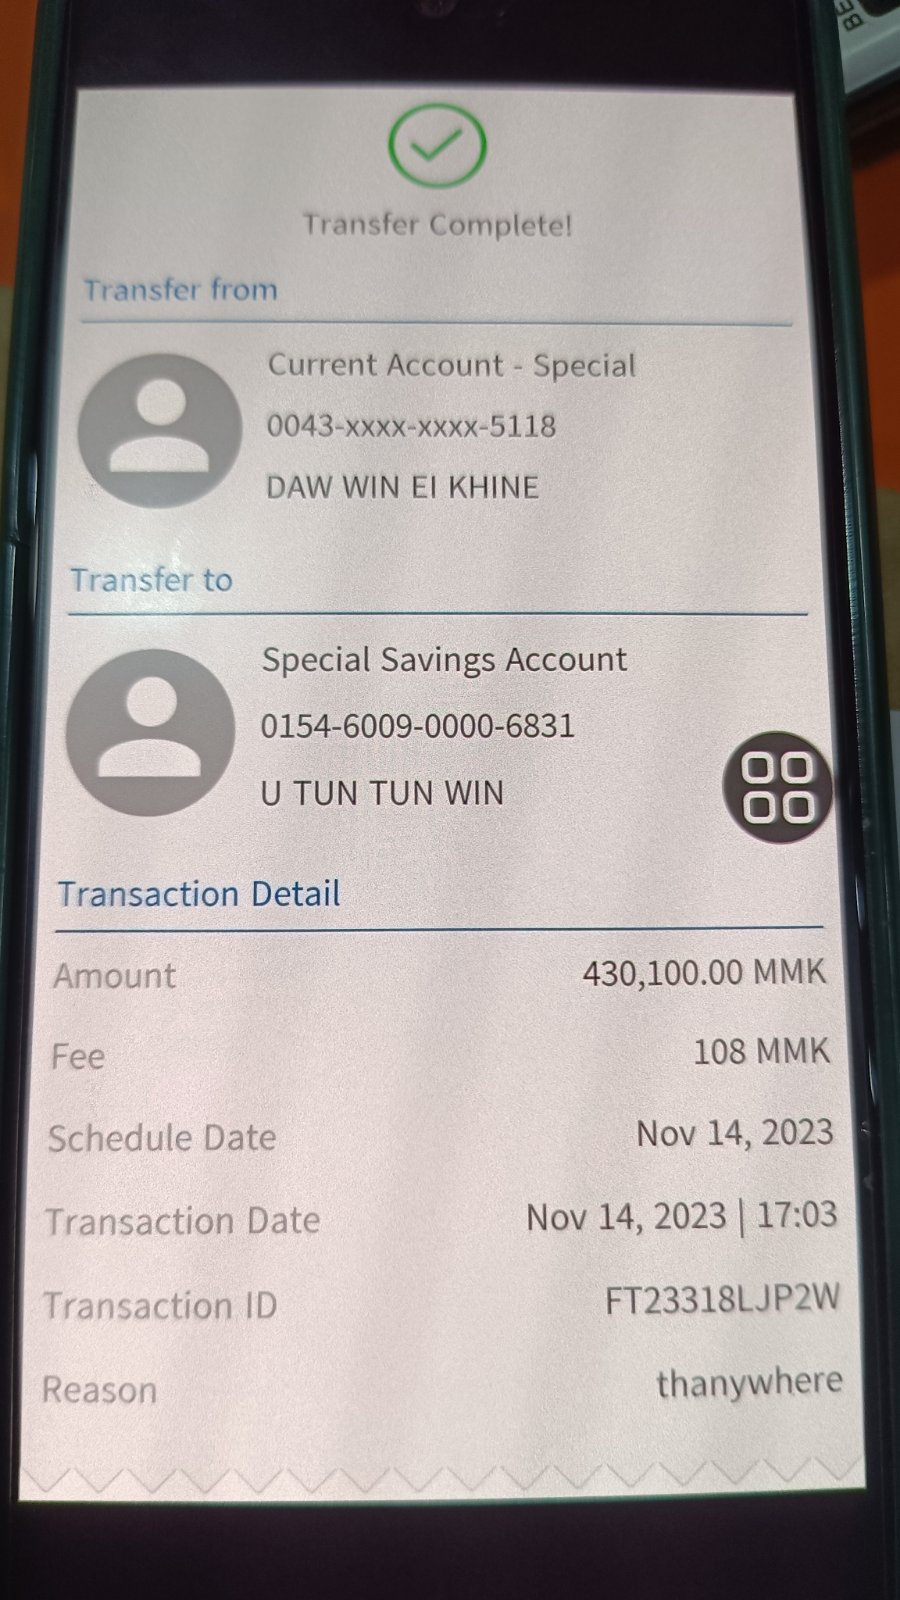 Transfer Complete!
Transfer from
Current Account - Special
0043-xxxx-xxxx-5118
DAW WIN EI KHINE
Transfer to
Special Savings Account
0154-6009-0000-6831
U TUN TUN WIN
Transaction Detail
Amount 430,100.00 MMK
Fee 108 MMK
Schedule Date Nov 14, 2023
Transaction Date Nov 14, 2023 | 17:03
Transaction ID FT23318LJP2W
Reason thanywhere